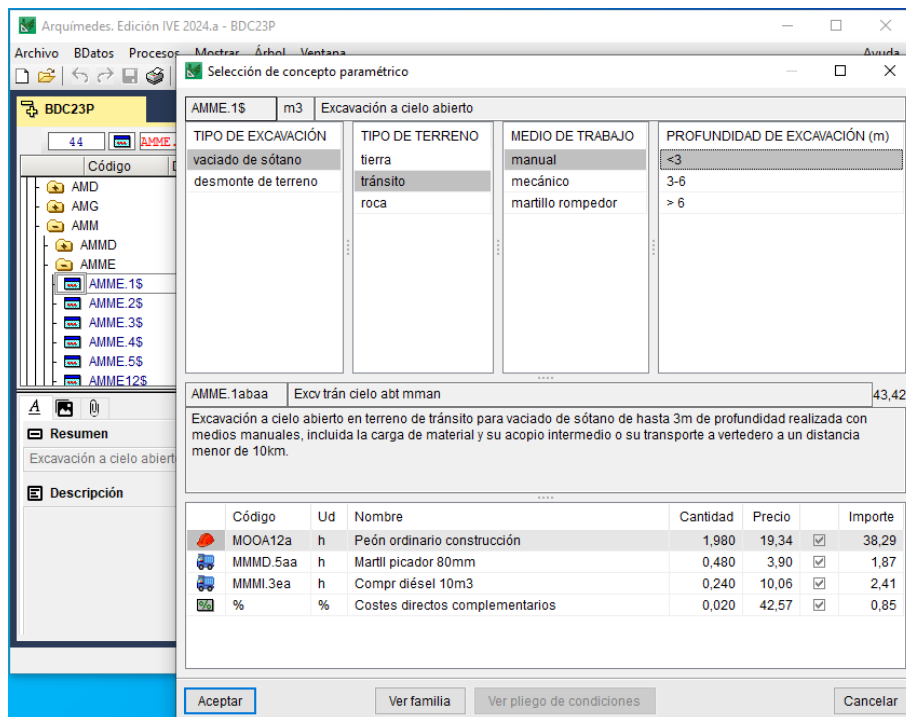 Arquímedes. Edición IVE 2024.a - BDC23P
Archivo BDatos Procesos Mostrar Árbol Ventana Ayuda
Selección de concepto paramétrico
BDC23P
44
Código
AMD
AMG
AMM
AMMD
AMME
AMME.1$
AMME.2$
AMME.3$
AMME.4$
AMME.5$
AMME12$
A
Resumen
Excavación a cielo abiert
Descripción
AMME.1$ m3 Excavación a cielo abierto
TIPO DE EXCAVACIÓN TIPO DE TERRENO MEDIO DE TRABAJO PROFUNDIDAD DE EXCAVACIÓN (m)
vaciado de sótano tierra manual <3
desmonte de terreno tránsito mecánico 3-6
roca martillo rompedor > 6
AMME.1abaa Excv trán cielo abt mman 43,42
Excavación a cielo abierto en terreno de tránsito para vaciado de sótano de hasta 3m de profundidad realizada con
medios manuales, incluida la carga de material y su acopio intermedio o su transporte a vertedero a un distancia
menor de 10km.
Código Ud Nombre Cantidad Precio Importe
MOOA12a h Peón ordinario construcción 1,980 19,34 38,29
MMMD.5aa h Martll picador 80mm 0,480 3,90 1,87
MMMI.3ea h Compr diésel 10m3 0,240 10,06 2,41
% % Costes directos complementarios 0,020 42,57 0,85
Aceptar Ver familia Ver pliego de condiciones Cancelar